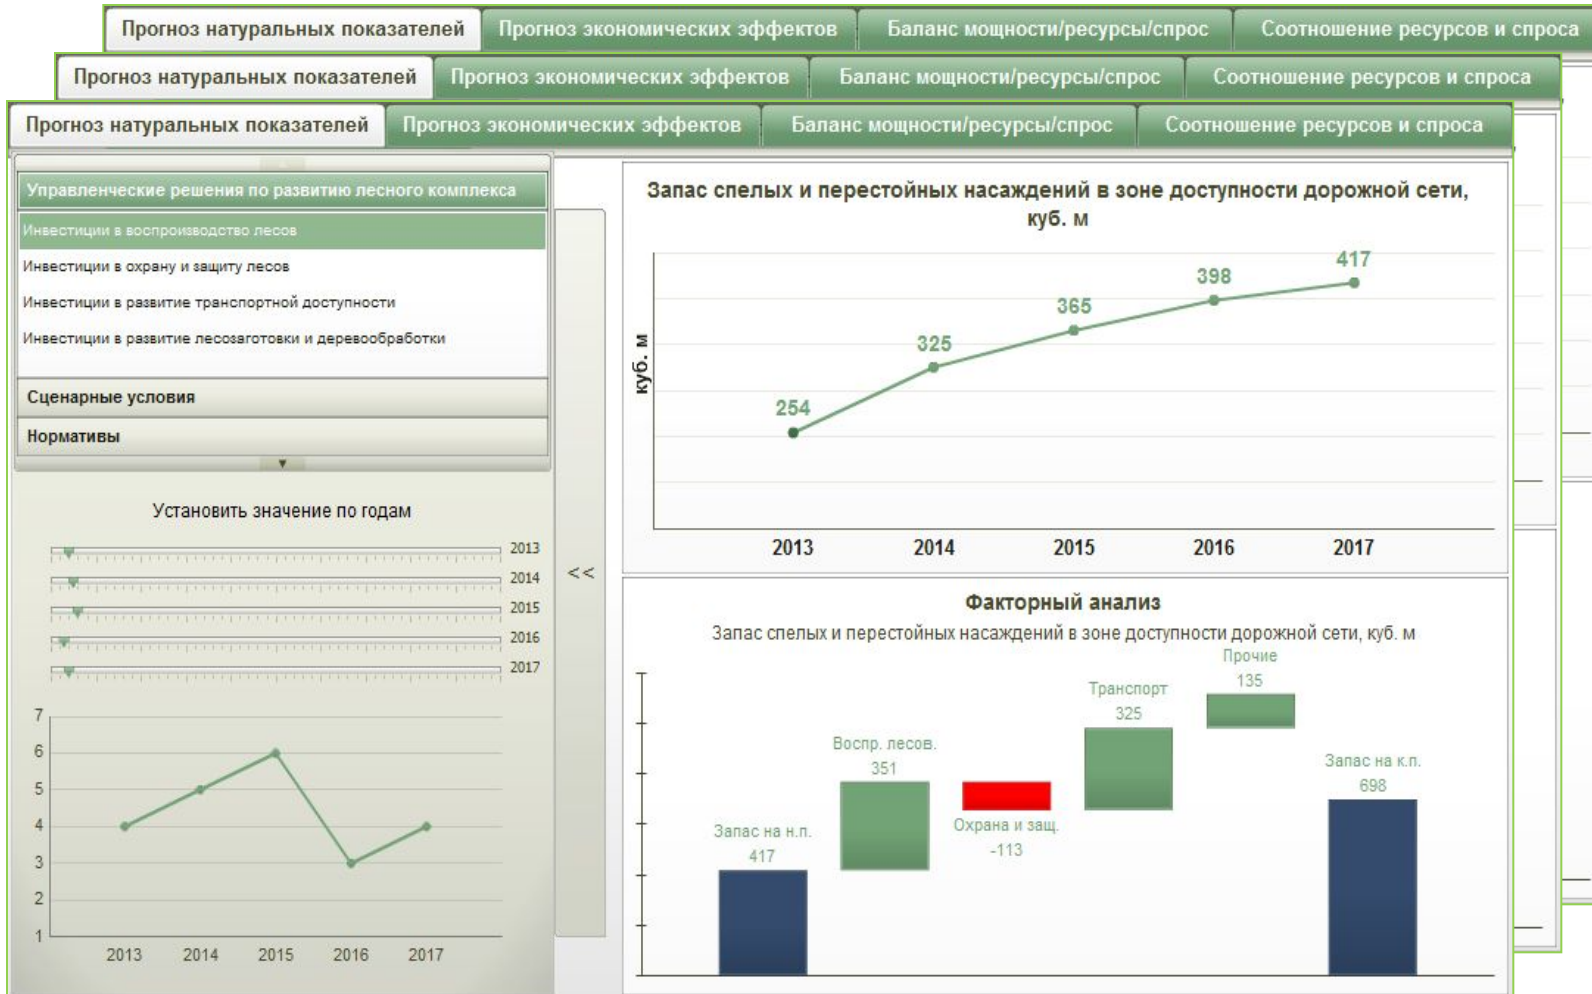 Прогноз натуральных показателей Прогноз экономических эффектов Баланс мощности/ресурсы/спрос Соотношение ресурсов и спроса
Прогноз натуральных показателей Прогноз экономических эффектов Баланс мощности/ресурсы/спрос Соотношение ресурсов и спроса
Прогноз натуральных показателей Прогноз экономических эффектов Баланс мощности/ресурсы/спрос Соотношение ресурсов и спроса
Управленческие решения по развитию лесного комплекса
Инвестиции в воспроизводство лесов
Инвестиции в охрану и защиту лесов
Инвестиции в развитие транспортной доступности
Инвестиции в развитие лесозаготовки и деревообработки
Сценарные условия
Нормативы
Установить значение по годам
2013
2014
2015
2016
2017
7
6
5
4
3
2
1
2013 2014 2015 2016 2017
<<
Запас спелых и перестойных насаждений в зоне доступности дорожной сети,
куб. м
куб. м
254
325
365
398
417
2013 2014 2015 2016 2017
Факторный анализ
Запас спелых и перестойных насаждений в зоне доступности дорожной сети, куб. м
Запас на н.п.
417
Воспр. лесов.
351
Охрана и защ.
-113
Транспорт
325
Прочие
135
Запас на к.п.
698